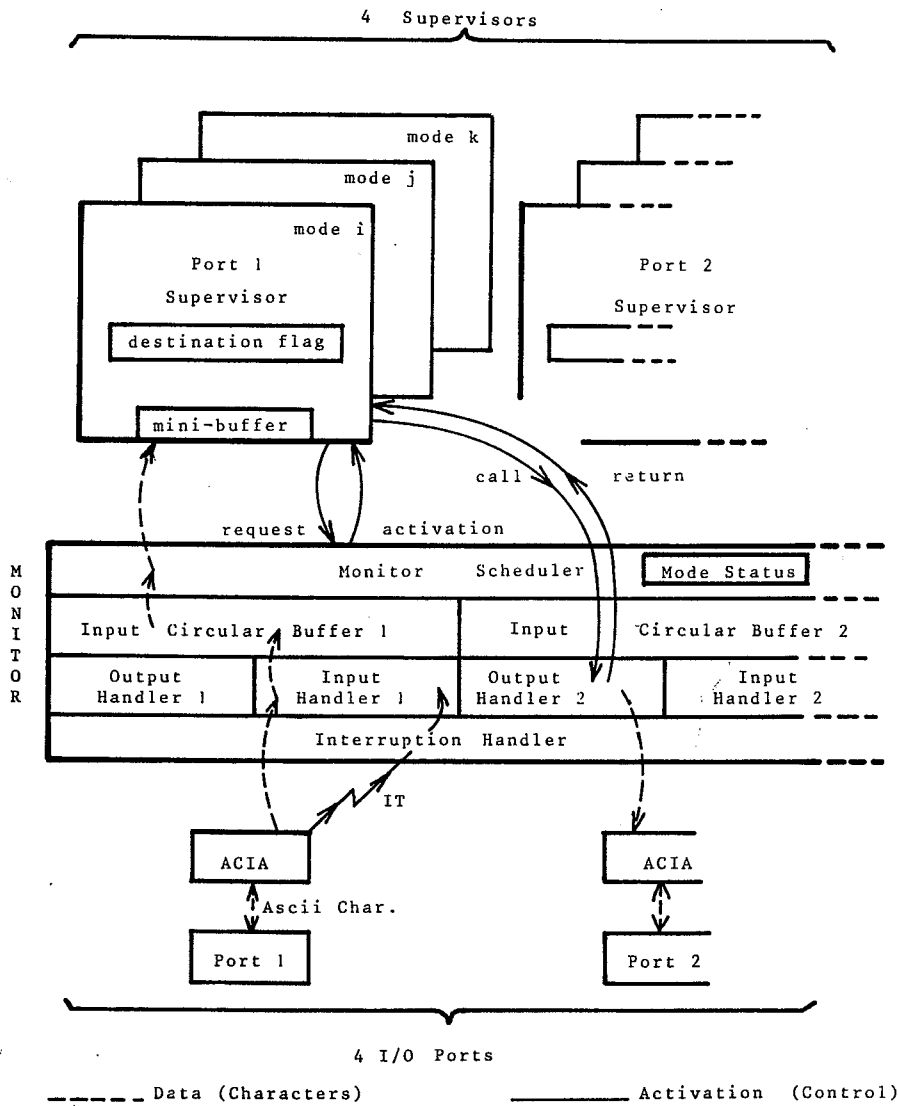 4 Supervisors
mode k
mode j
mode i
Port 1
Supervisor
destination flag
mini-buffer
Port 2
Supervisor
call
return
request
activation
MONITOR
Monitor Scheduler
Mode Status
Input Circular Buffer 1
Input Circular Buffer 2
Output
Handler 1
Input
Handler 1
Output
Handler 2
Input
Handler 2
Interruption Handler
IT
ACIA
ACIA
Ascii Char.
Port 1
Port 2
4 I/O Ports
Data (Characters)
Activation (Control)